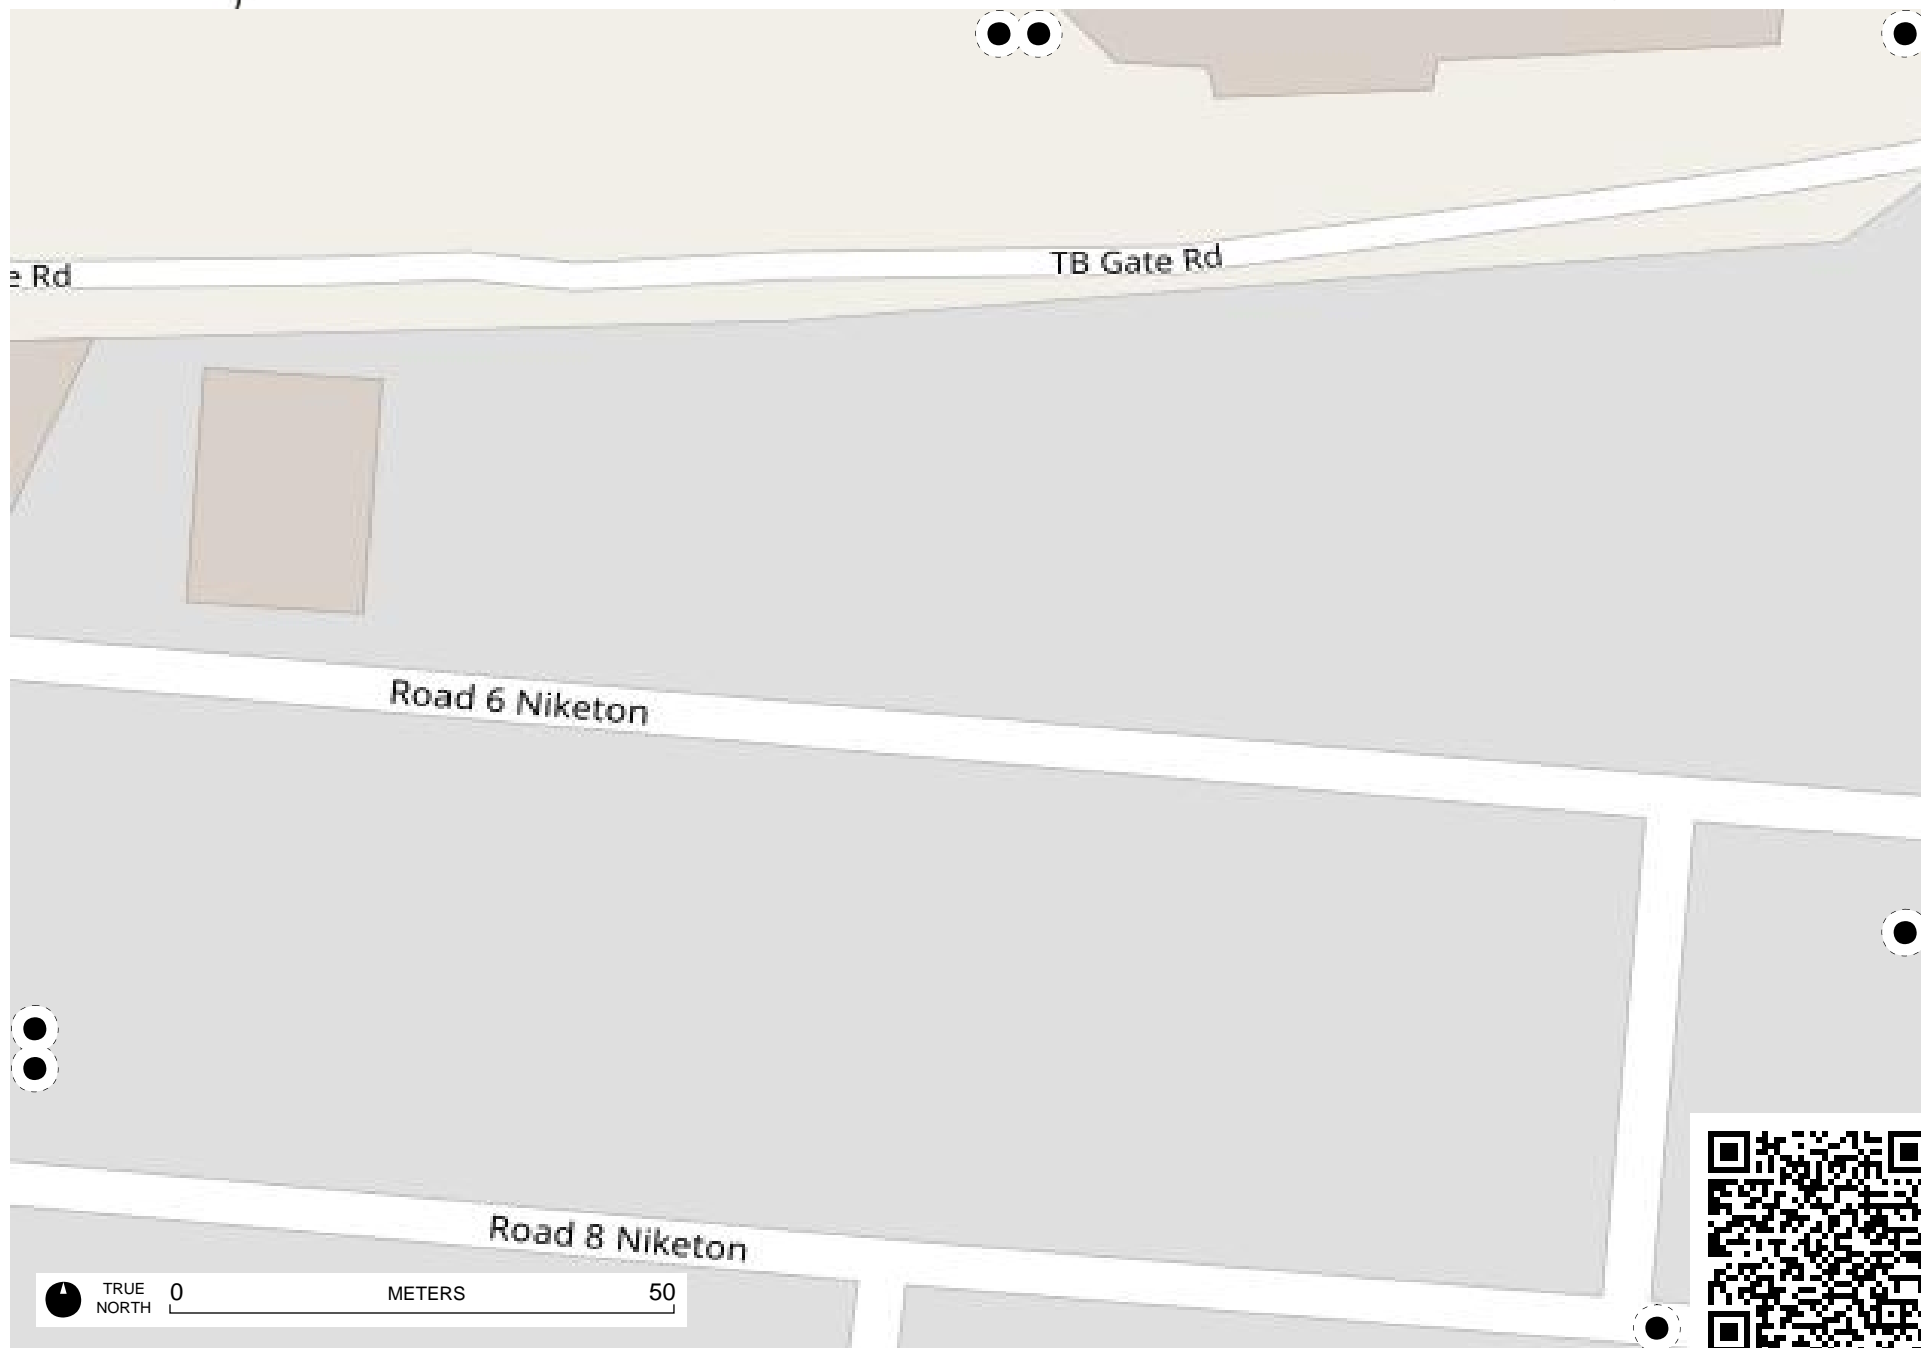 TB Gate Rd
e Rd
Road 6 Niketon
Road 8 Niketon
TRUE
NORTH
0 METERS 50